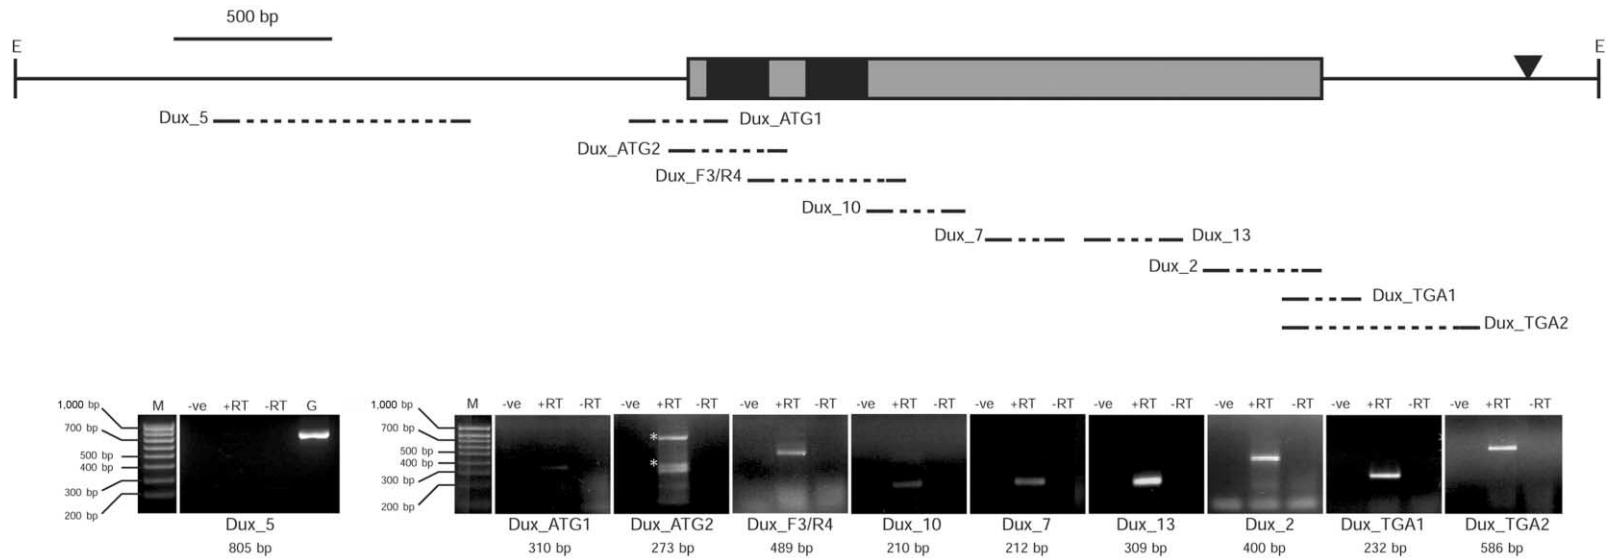 500 bp
E E
Dux_5 Dux_ATG1
Dux_ATG2
Dux_F3/R4
Dux_10
Dux_7 Dux_13
Dux_2
Dux_TGA1
Dux_TGA2
M -ve +RT -RT G M -ve +RT -RT -ve +RT -RT -ve +RT -RT -ve +RT -RT -ve +RT -RT -ve +RT -RT -ve +RT -RT -ve +RT -RT -ve +RT -RT
1,000 bp 1,000 bp
700 bp 700 bp
* 
500 bp 500 bp
400 bp 400 bp *
300 bp 300 bp
200 bp 200 bp
Dux_5 Dux_ATG1 Dux_ATG2 Dux_F3/R4 Dux_10 Dux_7 Dux_13 Dux_2 Dux_TGA1 Dux_TGA2
805 bp 310 bp 273 bp 489 bp 210 bp 212 bp 309 bp 400 bp 232 bp 586 bp